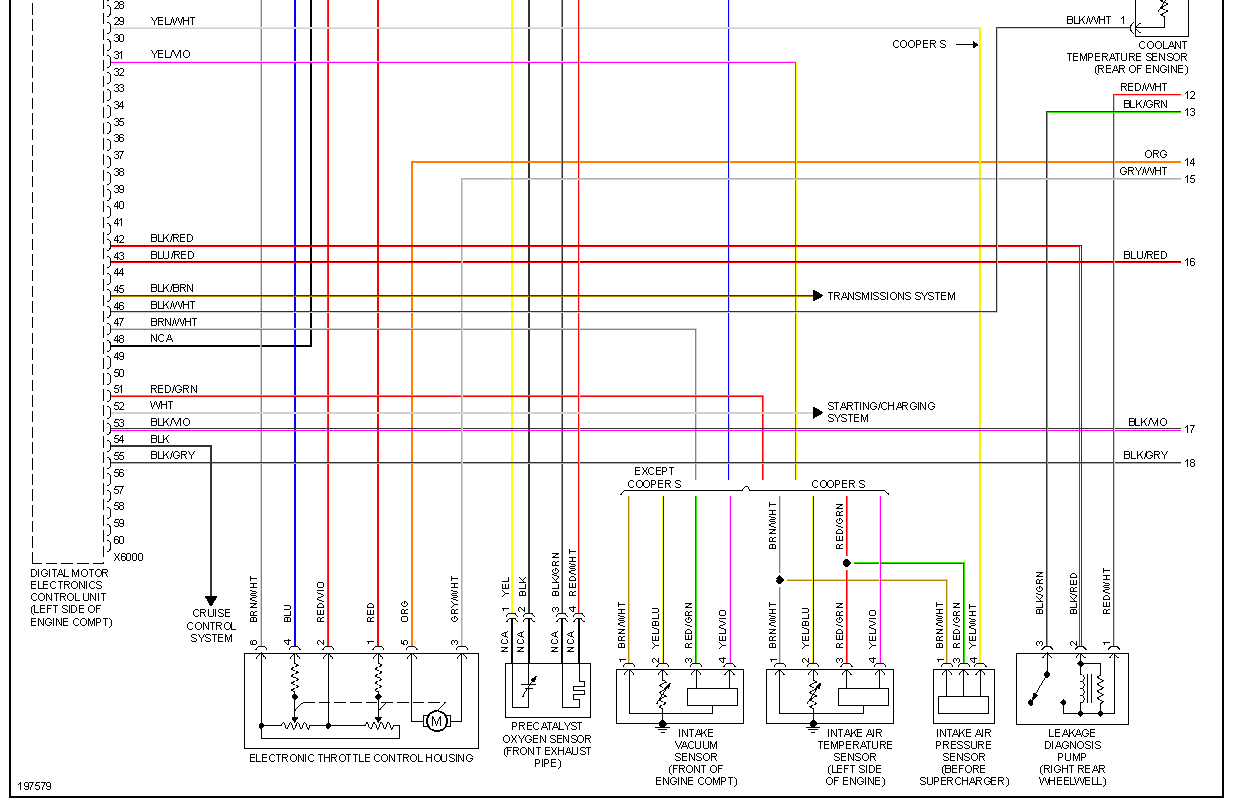 28
29 YEL/WHT
30
31 YEL/VIO
32
33
34
35
36
37
38
39
40
41
42 BLK/RED
43 BLU/RED
44
45 BLK/BRN
46 BLK/WHT
47 BRN/WHT
48 NCA
49
50
51 RED/GRN
52 WHT
53 BLK/VIO
54 BLK
55 BLK/GRY
56
57
58
59
60
X6000
DIGITAL MOTOR
ELECTRONICS
CONTROL UNIT
(LEFT SIDE OF
ENGINE COMPT)
COOPER S
BLK/WHT 1
COOLANT
TEMPERATURE SENSOR
(REAR OF ENGINE)
RED/WHT 12
BLK/GRN 13
ORG 14
GRY/WHT 15
BLU/RED 16
TRANSMISSIONS SYSTEM
STARTING/CHARGING
SYSTEM
BLK/VIO 17
BLK/GRY 18
CRUISE
CONTROL
SYSTEM
BRN/WHT 6
BLU 4
RED/VIO 2
RED 1
ORG 5
GRY/WHT 3
M
ELECTRONIC THROTTLE CONTROL HOUSING
YEL 1
BLK 2
BLK/GRN 3
RED/WHT 4
NCA
NCA
NCA
NCA
PRECATALYST
OXYGEN SENSOR
(FRONT EXHAUST
PIPE)
EXCEPT
COOPER S
COOPER S
BRN/WHT 1
YEL/BLU 2
RED/GRN 3
YEL/VIO 4
INTAKE
VACUUM
SENSOR
(FRONT OF
ENGINE COMPT)
BRN/WHT
RED/GRN
BRN/WHT 1
YEL/BLU 2
RED/GRN 3
YEL/VIO 4
INTAKE AIR
TEMPERATURE
SENSOR
(LEFT SIDE
OF ENGINE)
BRN/WHT 1
RED/GRN 3
YEL/WHT 4
INTAKE AIR
PRESSURE
SENSOR
(BEFORE
SUPERCHARGER)
BLK/GRN 3
BLK/RED 2
RED/WHT 1
LEAKAGE
DIAGNOSIS
PUMP
(RIGHT REAR
WHEELWELL)
197579